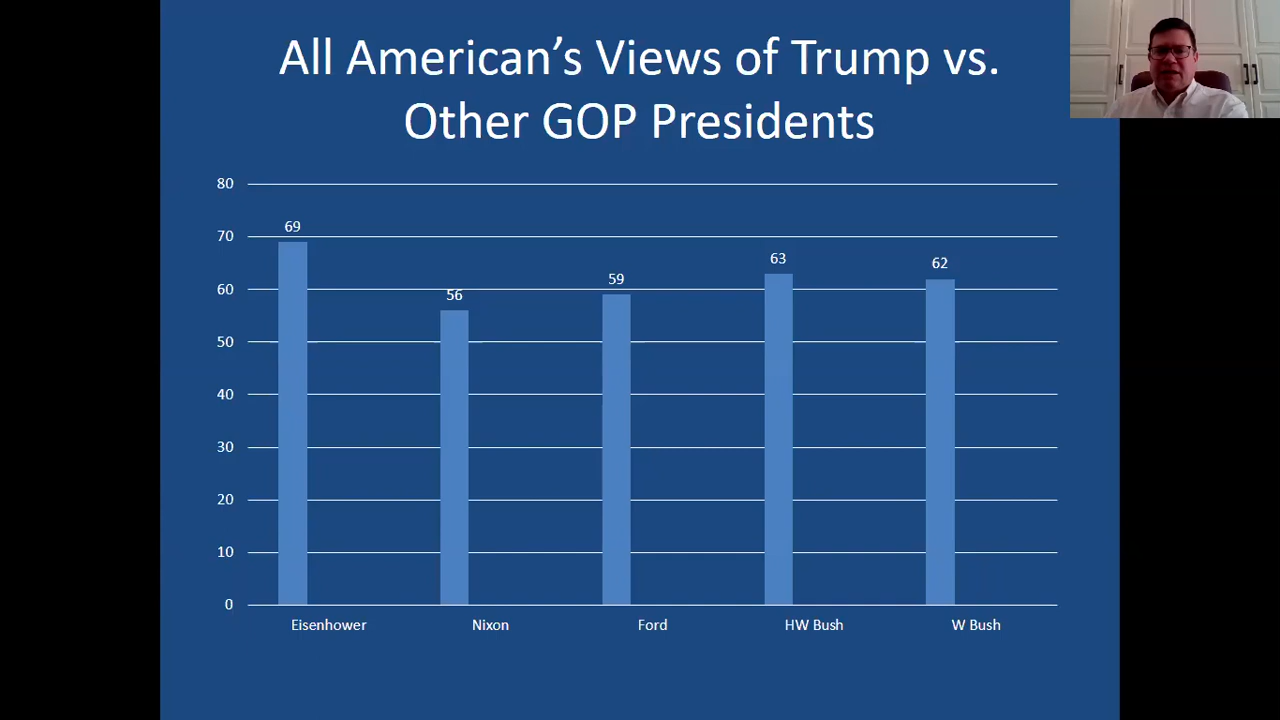 All American’s Views of Trump vs.
Other GOP Presidents
80
70
60
50
40
30
20
10
0
69
56
59
63
62
Eisenhower
Nixon
Ford
HW Bush
W Bush